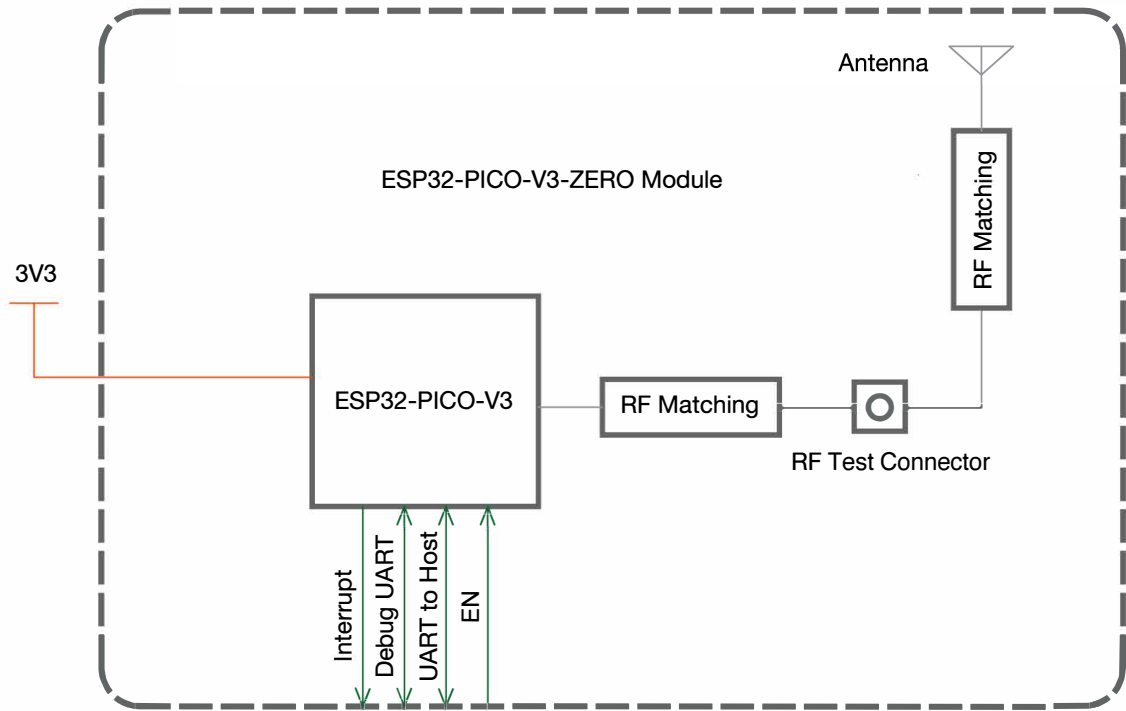 Antenna
RF Matching
ESP32-PICO-V3-ZERO Module
3V3
ESP32-PICO-V3
RF Matching
RF Test Connector
Interrupt
Debug UART
UART to Host
EN